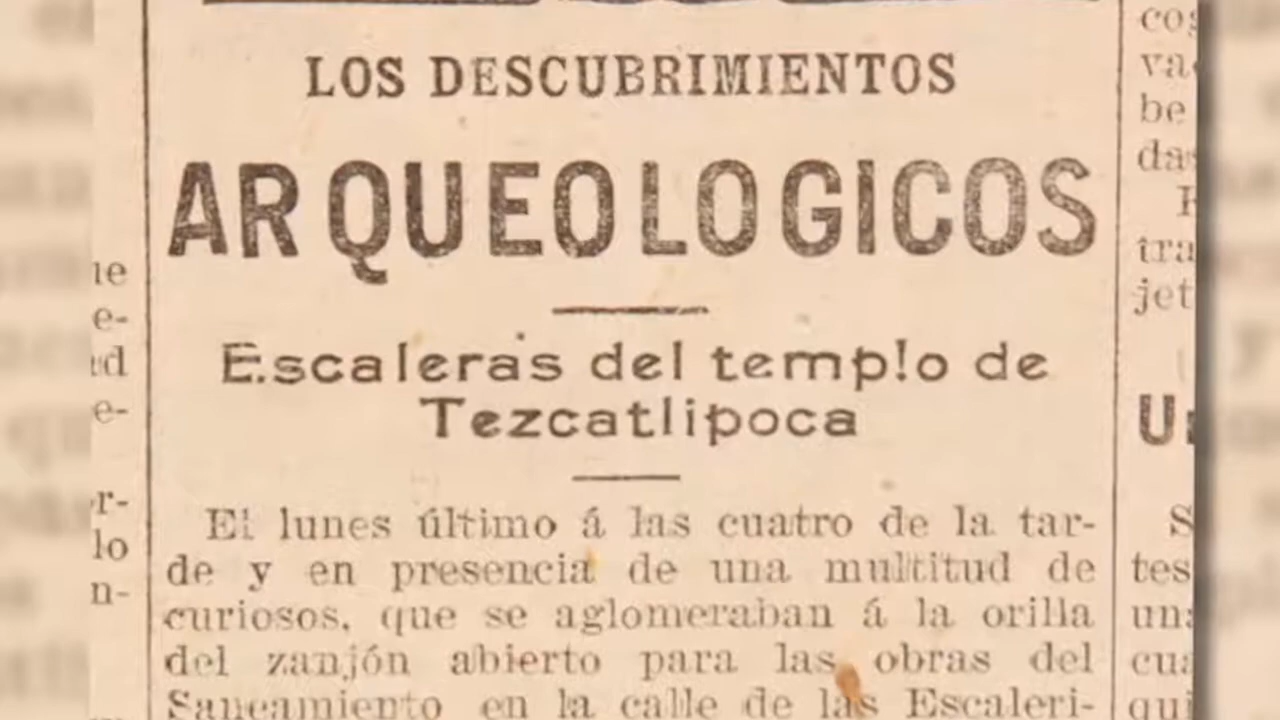 LOS DESCUBRIMIENTOS
ARQUEOLOGICOS
Escaleras del templo de
Tezcatlipoca
El lunes último á las cuatro de la tar-
de y en presencia de una multitud de
curiosos, que se aglomeraban á la orilla
del zanjón abierto para las obras del
Saneamiento en la calle de las Escaleri-